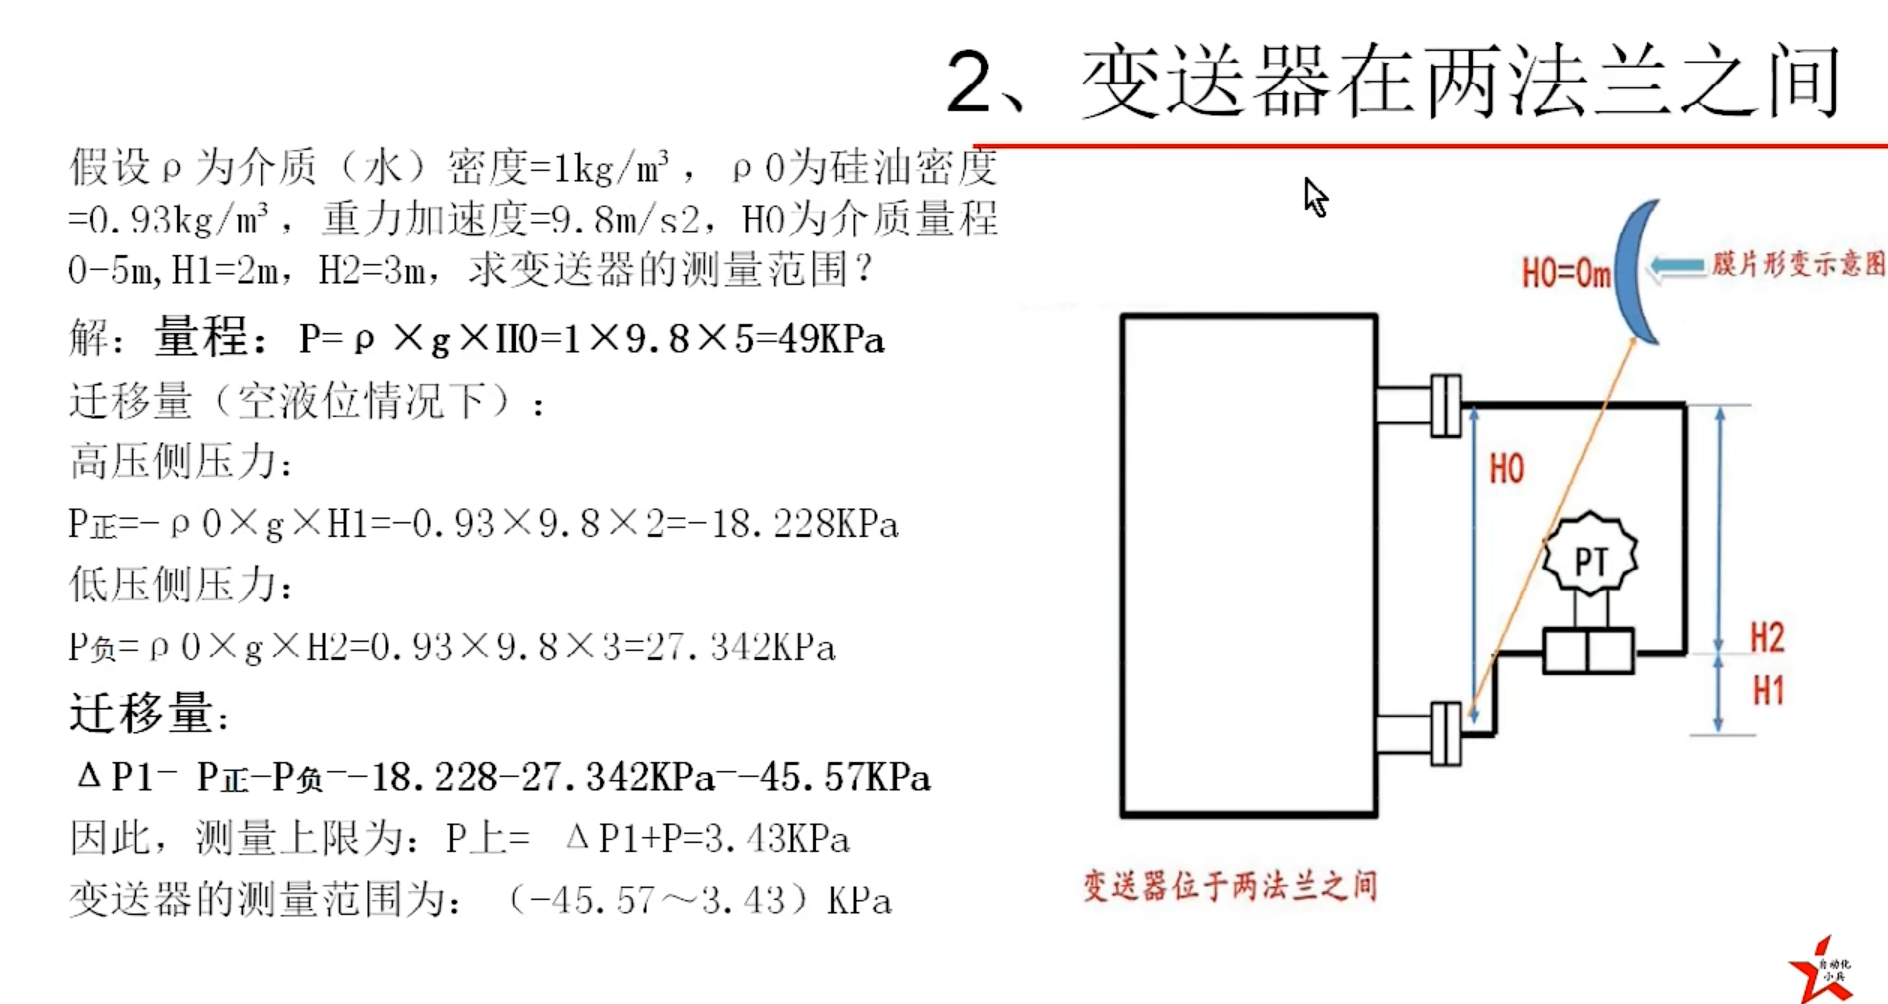 2、变送器在两法兰之间
假设ρ为介质（水）密度=1kg/m³，ρ0为硅油密度
=0.93kg/m³，重力加速度=9.8m/s2，H0为介质量程
0-5m,H1=2m，H2=3m，求变送器的测量范围？
解：量程：P=ρ×g×H0=1×9.8×5=49KPa
迁移量（空液位情况下）：
高压侧压力：
P正=-ρ0×g×H1=-0.93×9.8×2=-18.228KPa
低压侧压力：
P负=ρ0×g×H2=0.93×9.8×3=27.342KPa
迁移量：
ΔP1= P正-P负=-18.228-27.342KPa=-45.57KPa
因此，测量上限为：P上= ΔP1+P=3.43KPa
变送器的测量范围为：（-45.57～3.43）KPa
H0=0m
膜片形变示意图
H0
PT
H2
H1
变送器位于两法兰之间
自动化
小兵